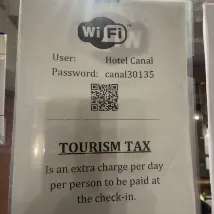 WiFi
User: Hotel Canal
Password: canal30135
TOURISM TAX
Is an extra charge per day
per person to be paid at
the check-in.